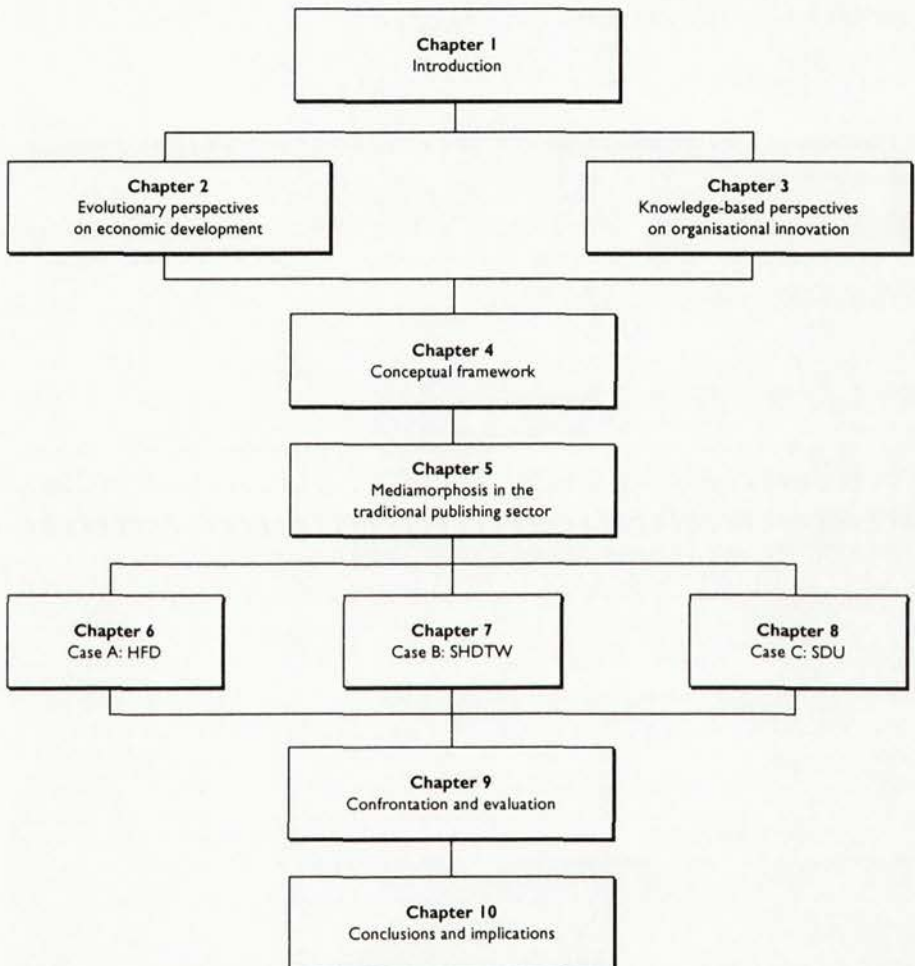 Chapter 1
Introduction
Chapter 2
Evolutionary perspectives
on economic development
Chapter 3
Knowledge-based perspectives
on organisational innovation
Chapter 4
Conceptual framework
Chapter 5
Mediamorphosis in the
traditional publishing sector
Chapter 6
Case A: HFD
Chapter 7
Case B: SHDTW
Chapter 8
Case C: SDU
Chapter 9
Confrontation and evaluation
Chapter 10
Conclusions and implications